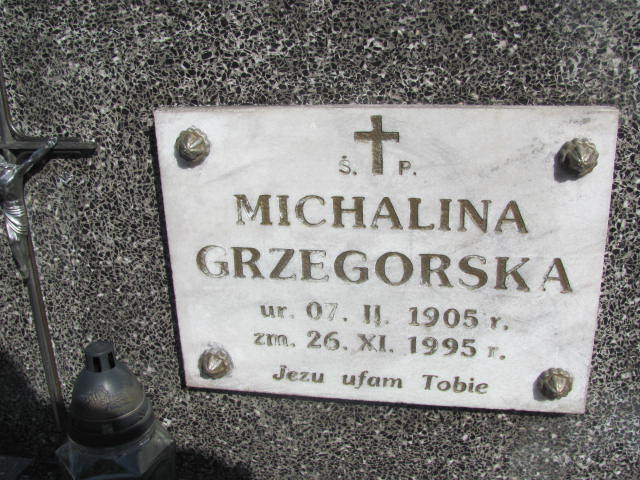 Ś. P.
MICHALINA
GRZEGORSKA
ur. 07. II. 1905 r.
zm. 26. XI. 1995 r.
Jezu ufam Tobie